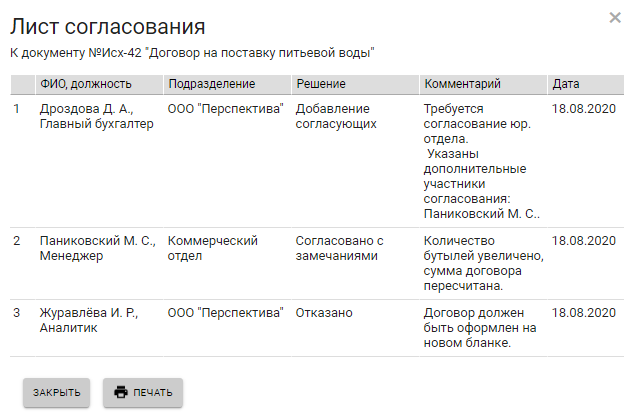 Лист согласования
К документу №Исх-42 "Договор на поставку питьевой воды"
ФИО, должность Подразделение Решение Комментарий Дата
1 Дроздова Д. А., ООО "Перспектива" Добавление Требуется 18.08.2020
Главный бухгалтер согласующих согласование юр.
отдела.
Указаны
дополнительные
участники
согласования:
Паниковский М. С..
2 Паниковский М. С., Коммерческий Согласовано с Количество 18.08.2020
Менеджер отдел замечаниями бутылей увеличено,
сумма договора
пересчитана.
3 Журавлёва И. Р., ООО "Перспектива" Отказано Договор должен 18.08.2020
Аналитик быть оформлен на
новом бланке.
ЗАКРЫТЬ ПЕЧАТЬ